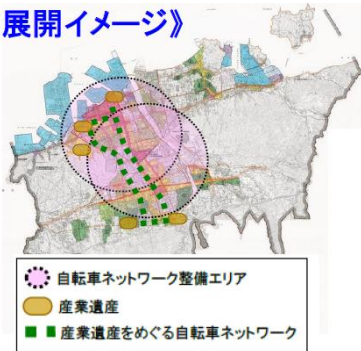 展開イメージ》
自転車ネットワーク整備エリア
産業遺産
産業遺産をめぐる自転車ネットワーク